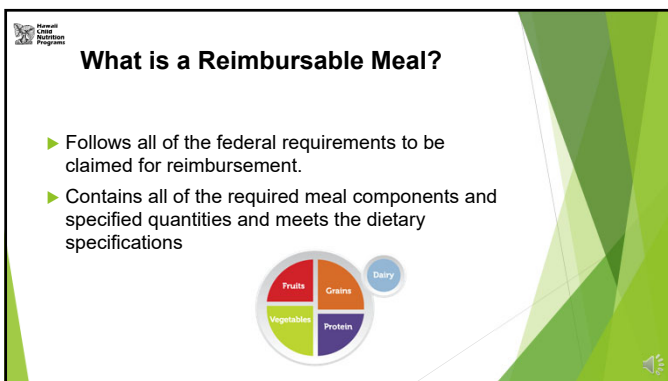 Hawaii
Child
Nutrition
Programs
What is a Reimbursable Meal?
Follows all of the federal requirements to be
claimed for reimbursement.
Contains all of the required meal components and
specified quantities and meets the dietary
specifications
Dairy
Fruits
Grains
Vegetables
Protein